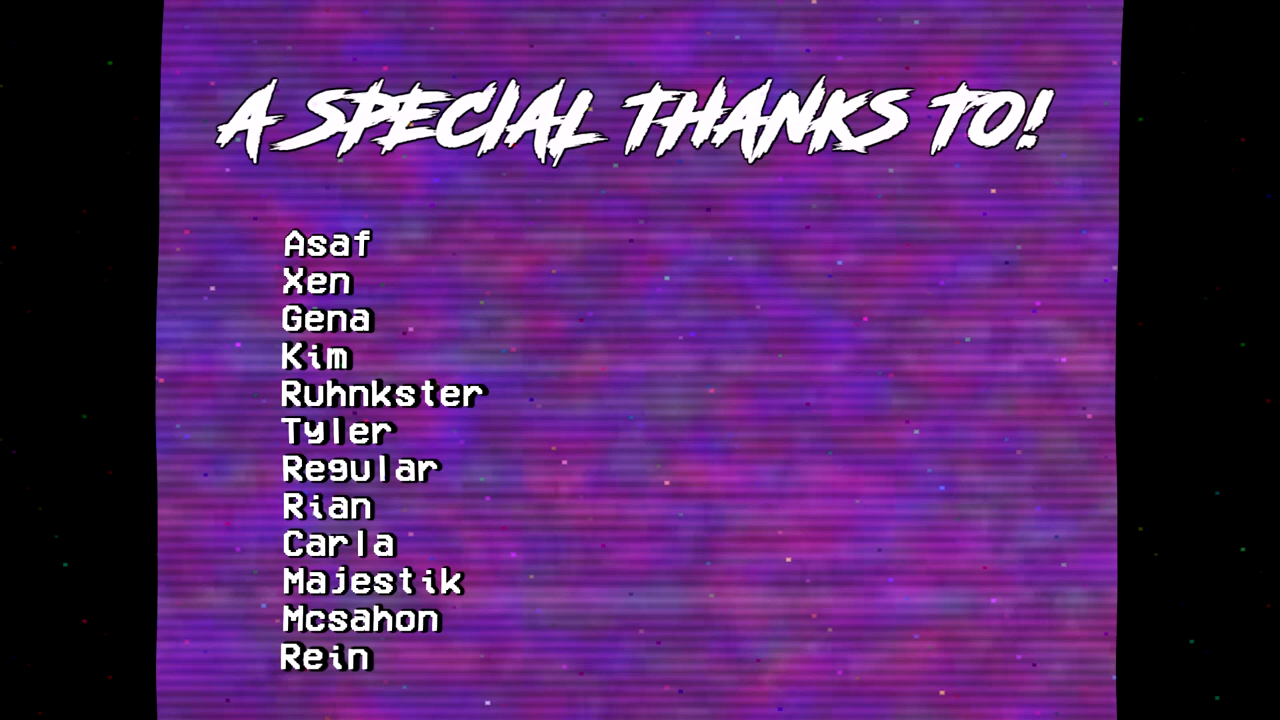 A SPECIAL THANKS TO!
Asaf
Xen
Gena
Kim
Ruhnkster
Tyler
Regular
Rian
Carla
Majestik
Mcsahon
Rein